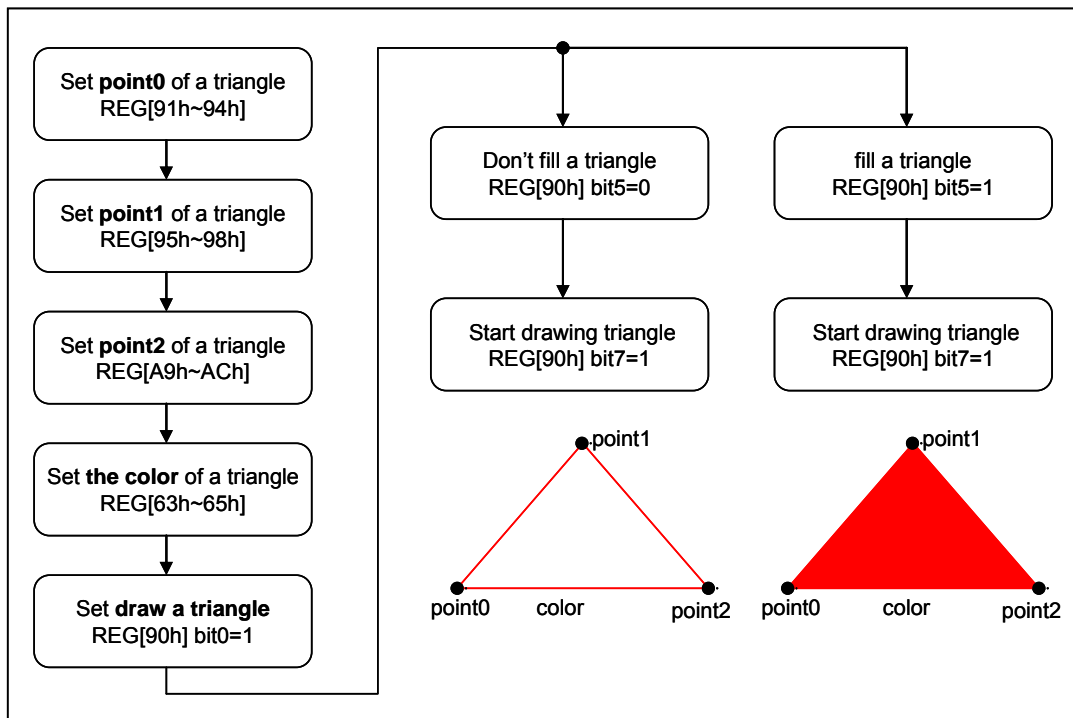 Set point0 of a triangle
REG[91h~94h]
Set point1 of a triangle
REG[95h~98h]
Set point2 of a triangle
REG[A9h~ACh]
Set the color of a triangle
REG[63h~65h]
Set draw a triangle
REG[90h] bit0=1
Don't fill a triangle
REG[90h] bit5=0
Start drawing triangle
REG[90h] bit7=1
point1
point0
color
point2
fill a triangle
REG[90h] bit5=1
Start drawing triangle
REG[90h] bit7=1
point1
point0
color
point2